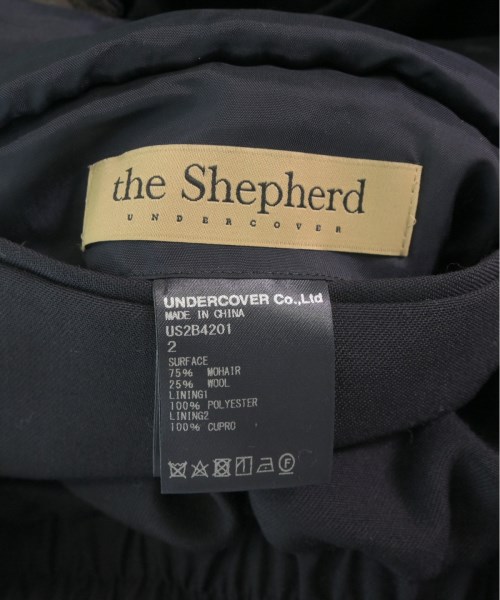 the Shepherd
UNDERCOVER
UNDERCOVER Co.,Ltd
MADE IN CHINA
US2B4201
2
SURFACE
75% MOHAIR
25% WOOL
LINING1
100% POLYESTER
LINING2
100% CUPRO